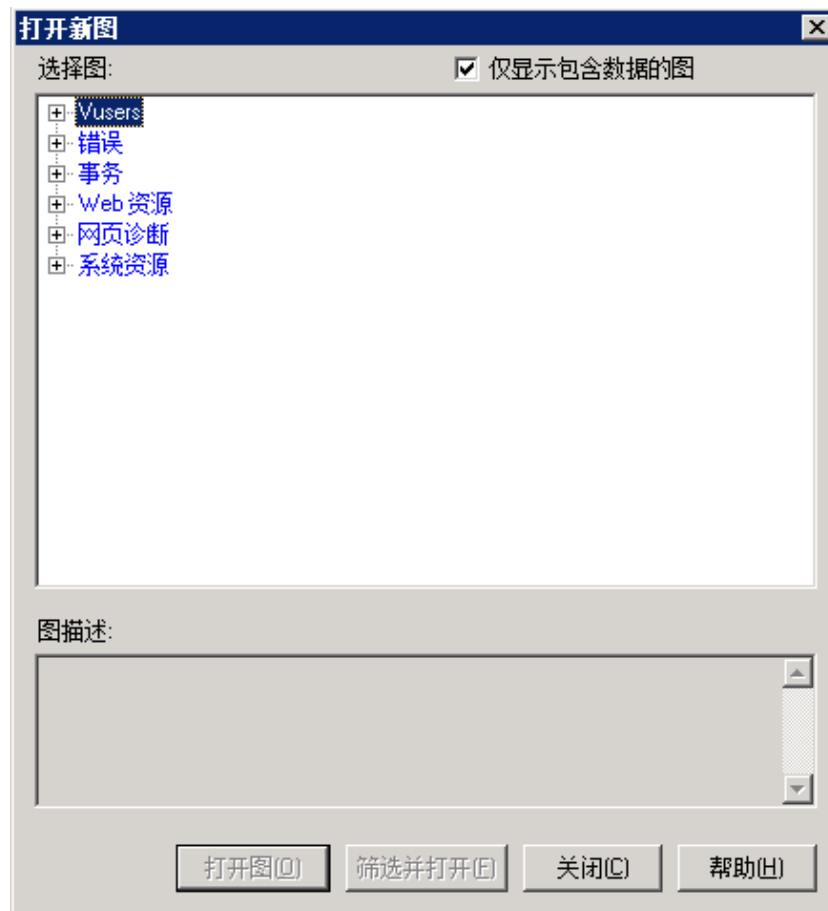 打开新图
选择图: 仅显示包含数据的图
Vusers
错误
事务
Web 资源
网页诊断
系统资源
图描述:
打开图(O) 筛选并打开(F) 关闭(C) 帮助(H)